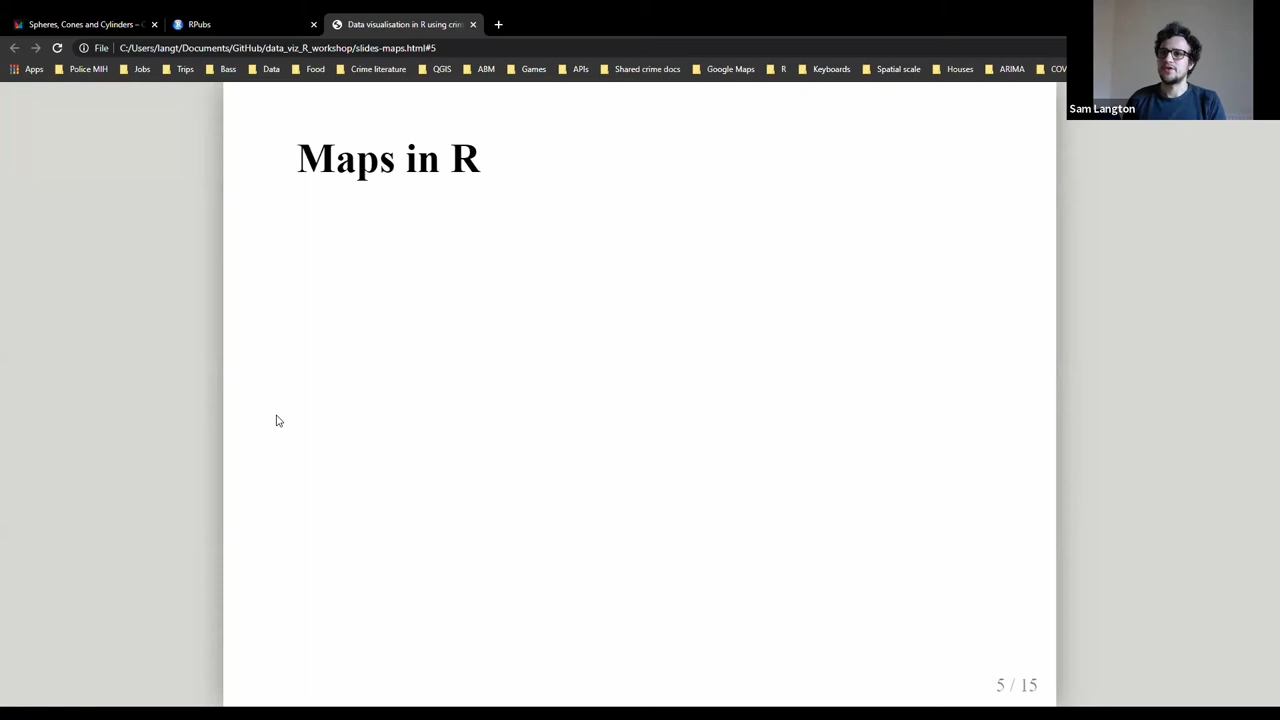 Spheres, Cones and Cylinders –
RPubs
Data visualisation in R using crim
File
C:/Users/langt/Documents/GitHub/data_viz_R_workshop/slides-maps.html#5
Apps
Police MIH
Jobs
Trips
Bass
Data
Food
Crime literature
QGIS
ABM
Games
APIs
Shared crime docs
Google Maps
R
Keyboards
Spatial scale
Houses
ARIMA
COV
Sam Langton
Maps in R
5 / 15